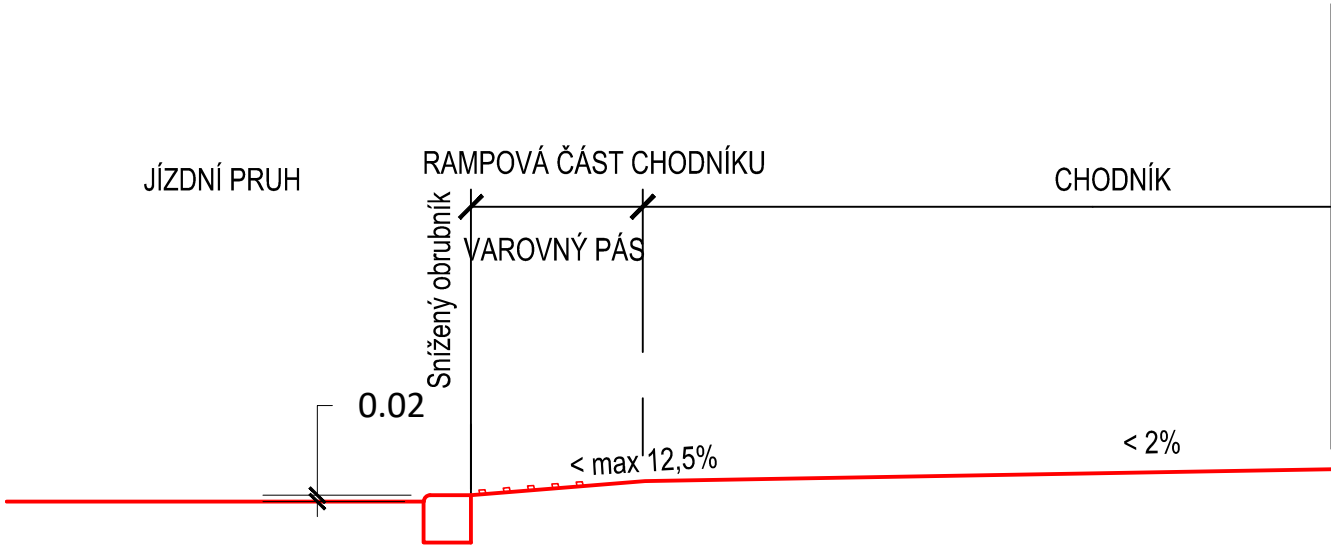 RAMPOVÁ ČÁST CHODNÍKU
JÍZDNÍ PRUH
CHODNÍK
Snížený obrubník
VAROVNÝ PÁS
0.02
< max 12,5%
< 2%